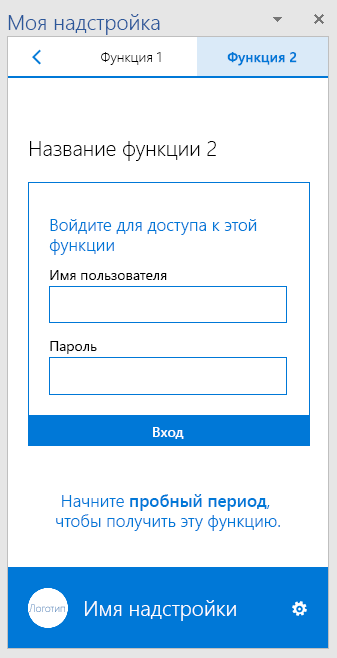 Моя надстройка
Функция 1
Функция 2
Название функции 2
Войдите для доступа к этой
функции
Имя пользователя
Пароль
Вход
Начните пробный период,
чтобы получить эту функцию.
Логотип
Имя надстройки